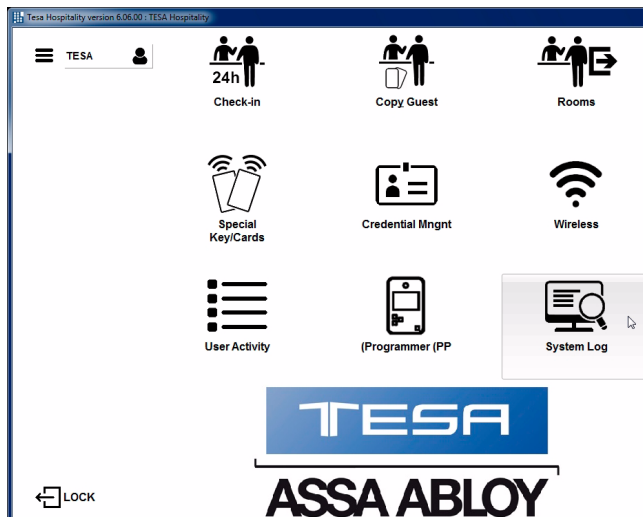 Tesa Hospitality version 6.06.00 : TESA Hospitality
TESA
24h
Check-in
Copy Guest
Rooms
Special
Key/Cards
Credential Mngnt
Wireless
User Activity
(Programmer (PP
System Log
TESA
ASSA ABLOY
LOCK